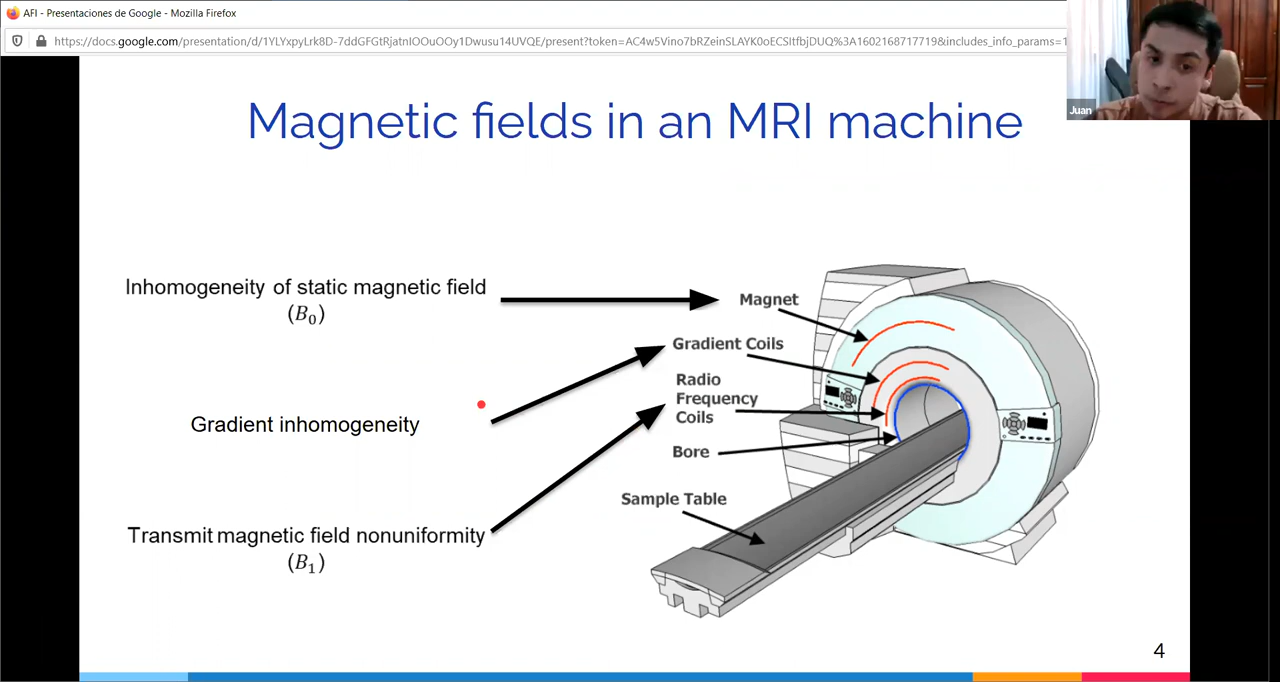 AFI - Presentaciones de Google - Mozilla Firefox
https://docs.google.com/presentation/d/1YLYxpyLrk8D-7ddGFGtRjatnIOOuOOy1Dwusu14UVQE/present?token=AC4w5Vino7bRZeinSLAYK0oECSItfbjDUQ%3A1602168717719&includes_info_params=1
Juan
Magnetic fields in an MRI machine
Inhomogeneity of static magnetic field
(B₀)
Gradient inhomogeneity
Transmit magnetic field nonuniformity
(B₁)
Magnet
Gradient Coils
Radio
Frequency
Coils
Bore
Sample Table
4